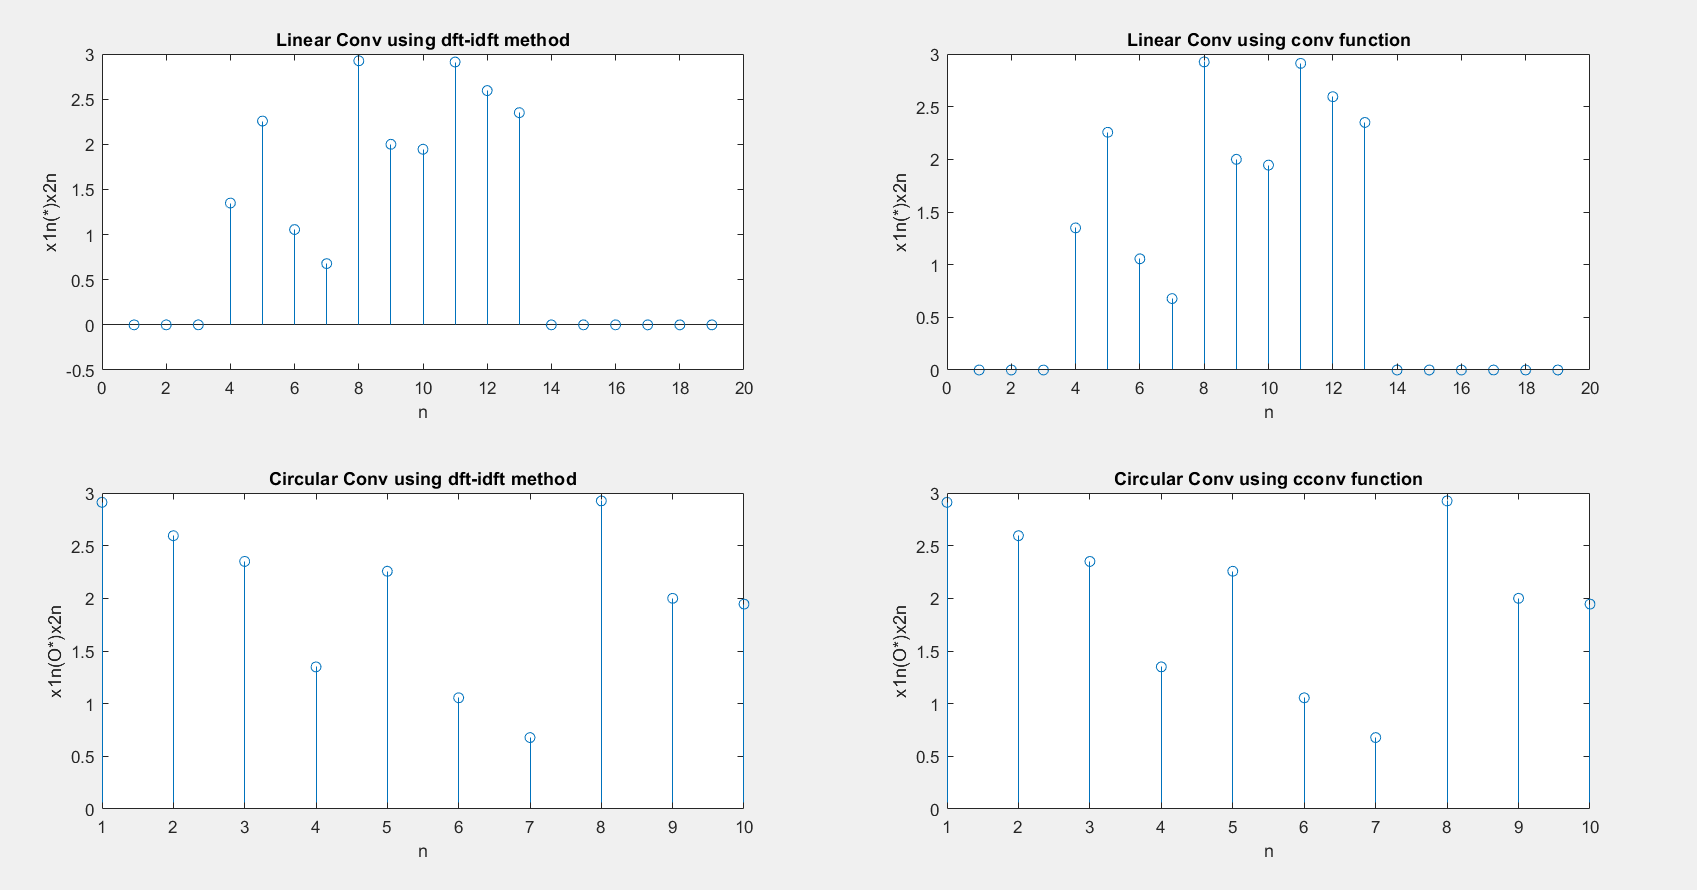 Linear Conv using dft-idft method
3
2.5
2
1.5
1
0.5
0
-0.5
x1n(*)x2n
0 2 4 6 8 10 12 14 16 18 20
n
Linear Conv using conv function
3
2.5
2
1.5
1
0.5
0
x1n(*)x2n
0 2 4 6 8 10 12 14 16 18 20
n
Circular Conv using dft-idft method
3
2.5
2
1.5
1
0.5
0
x1n(O*)x2n
1 2 3 4 5 6 7 8 9 10
n
Circular Conv using cconv function
3
2.5
2
1.5
1
0.5
0
x1n(O*)x2n
1 2 3 4 5 6 7 8 9 10
n